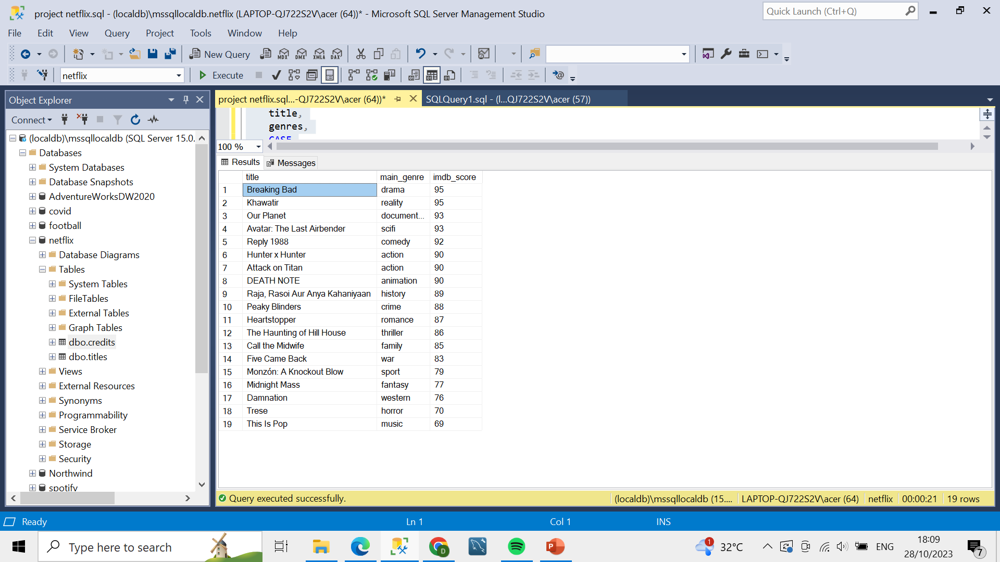 project netflix.sql - (localdb)\mssqllocaldb.netflix (LAPTOP-QJ722S2V\acer (64))* - Microsoft SQL Server Management Studio
Quick Launch (Ctrl+Q)
File Edit View Query Project Tools Window Help
New Query MDX DMX XMLA DAX
netflix Execute
Object Explorer
project netflix.sql...-QJ722S2V\acer (64))* SQLQuery1.sql - (l...QJ722S2V\acer (57))
Connect
(localdb)\mssqllocaldb (SQL Server 15.0.
Databases
System Databases
Database Snapshots
AdventureWorksDW2020
covid
football
netflix
Database Diagrams
Tables
System Tables
FileTables
External Tables
Graph Tables
dbo.credits
dbo.titles
Views
External Resources
Synonyms
Programmability
Service Broker
Storage
Security
Northwind
spotify
title,
genres,
CASE
100 %
Results Messages
title main_genre imdb_score
1 Breaking Bad drama 95
2 Khawatir reality 95
3 Our Planet document... 93
4 Avatar: The Last Airbender scifi 93
5 Reply 1988 comedy 92
6 Hunter x Hunter action 90
7 Attack on Titan action 90
8 DEATH NOTE animation 90
9 Raja, Rasoi Aur Anya Kahaniyaan history 89
10 Peaky Blinders crime 88
11 Heartstopper romance 87
12 The Haunting of Hill House thriller 86
13 Call the Midwife family 85
14 Five Came Back war 83
15 Monzón: A Knockout Blow sport 79
16 Midnight Mass fantasy 77
17 Damnation western 76
18 Trese horror 70
19 This Is Pop music 69
Query executed successfully. (localdb)\mssqllocaldb (15.... LAPTOP-QJ722S2V\acer (64) netflix 00:00:21 19 rows
Ready Ln 1 Col 1 INS
Type here to search
D
P
1
32°C
ENG
18:09
28/10/2023
7